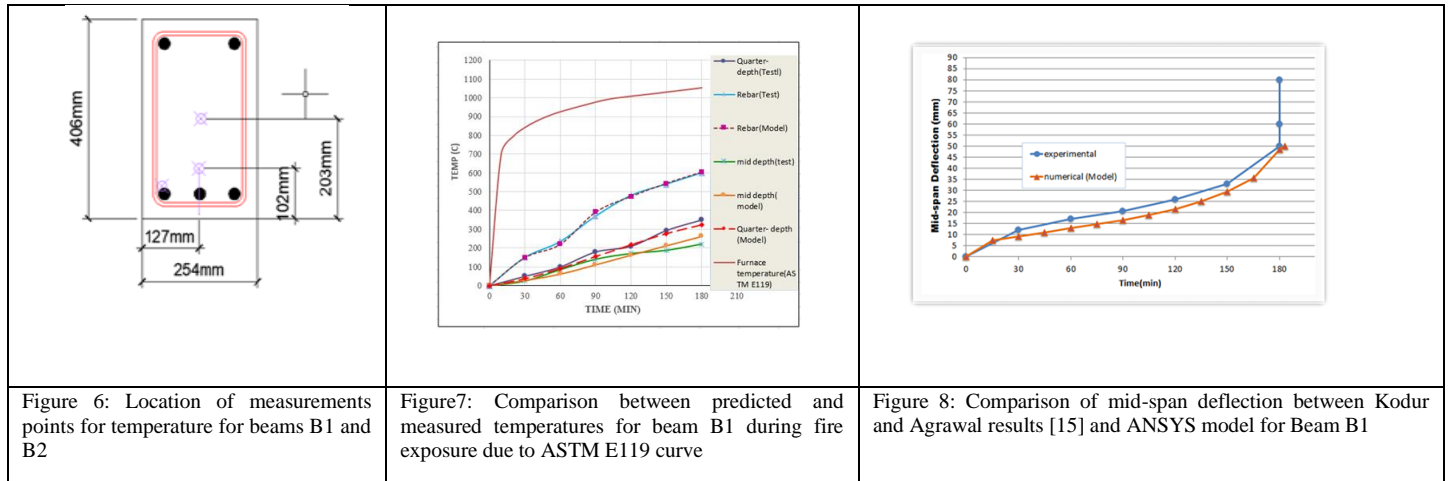 406mm
203mm
102mm
127mm
254mm
Figure 6: Location of measurements
points for temperature for beams B1 and
B2
1200
1100
1000
900
800
700
600
500
400
300
200
100
0
TEMP (C)
0 30 60 90 120 150 180 210
TIME (MIN)
Quarter-
depth(Testl)
Rebar(Test)
Rebar(Model)
mid depth(test)
mid depth(
model)
Quarter- depth
(Model)
Furnace
temperature(AS
TM E119)
Figure7: Comparison between predicted and
measured temperatures for beam B1 during fire
exposure due to ASTM E119 curve
90
85
80
75
70
65
60
55
50
45
40
35
30
25
20
15
10
5
0
Mid-span Deflection (mm)
0 30 60 90 120 150 180
Time(min)
experimental
numerical (Model)
Figure 8: Comparison of mid-span deflection between Kodur
and Agrawal results [15] and ANSYS model for Beam B1